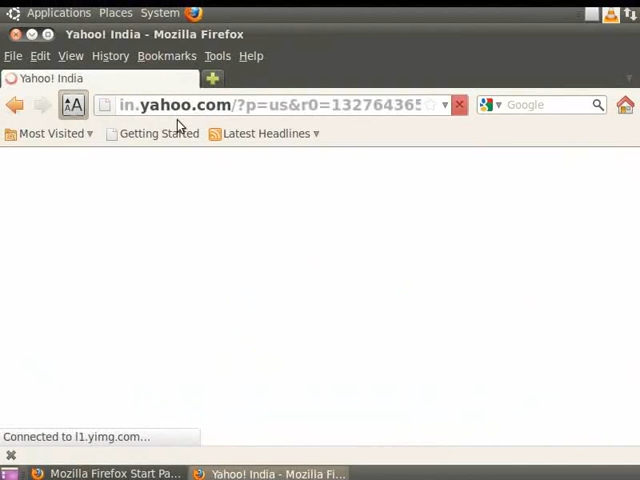 Applications Places System
Yahoo! India - Mozilla Firefox
File Edit View History Bookmarks Tools Help
Yahoo! India
AA in.yahoo.com/?p=us&r0=132764365 Google
Most Visited Getting Started Latest Headlines
Connected to l1.yimg.com...
Mozilla Firefox Start Pa... Yahoo! India - Mozilla Fi...